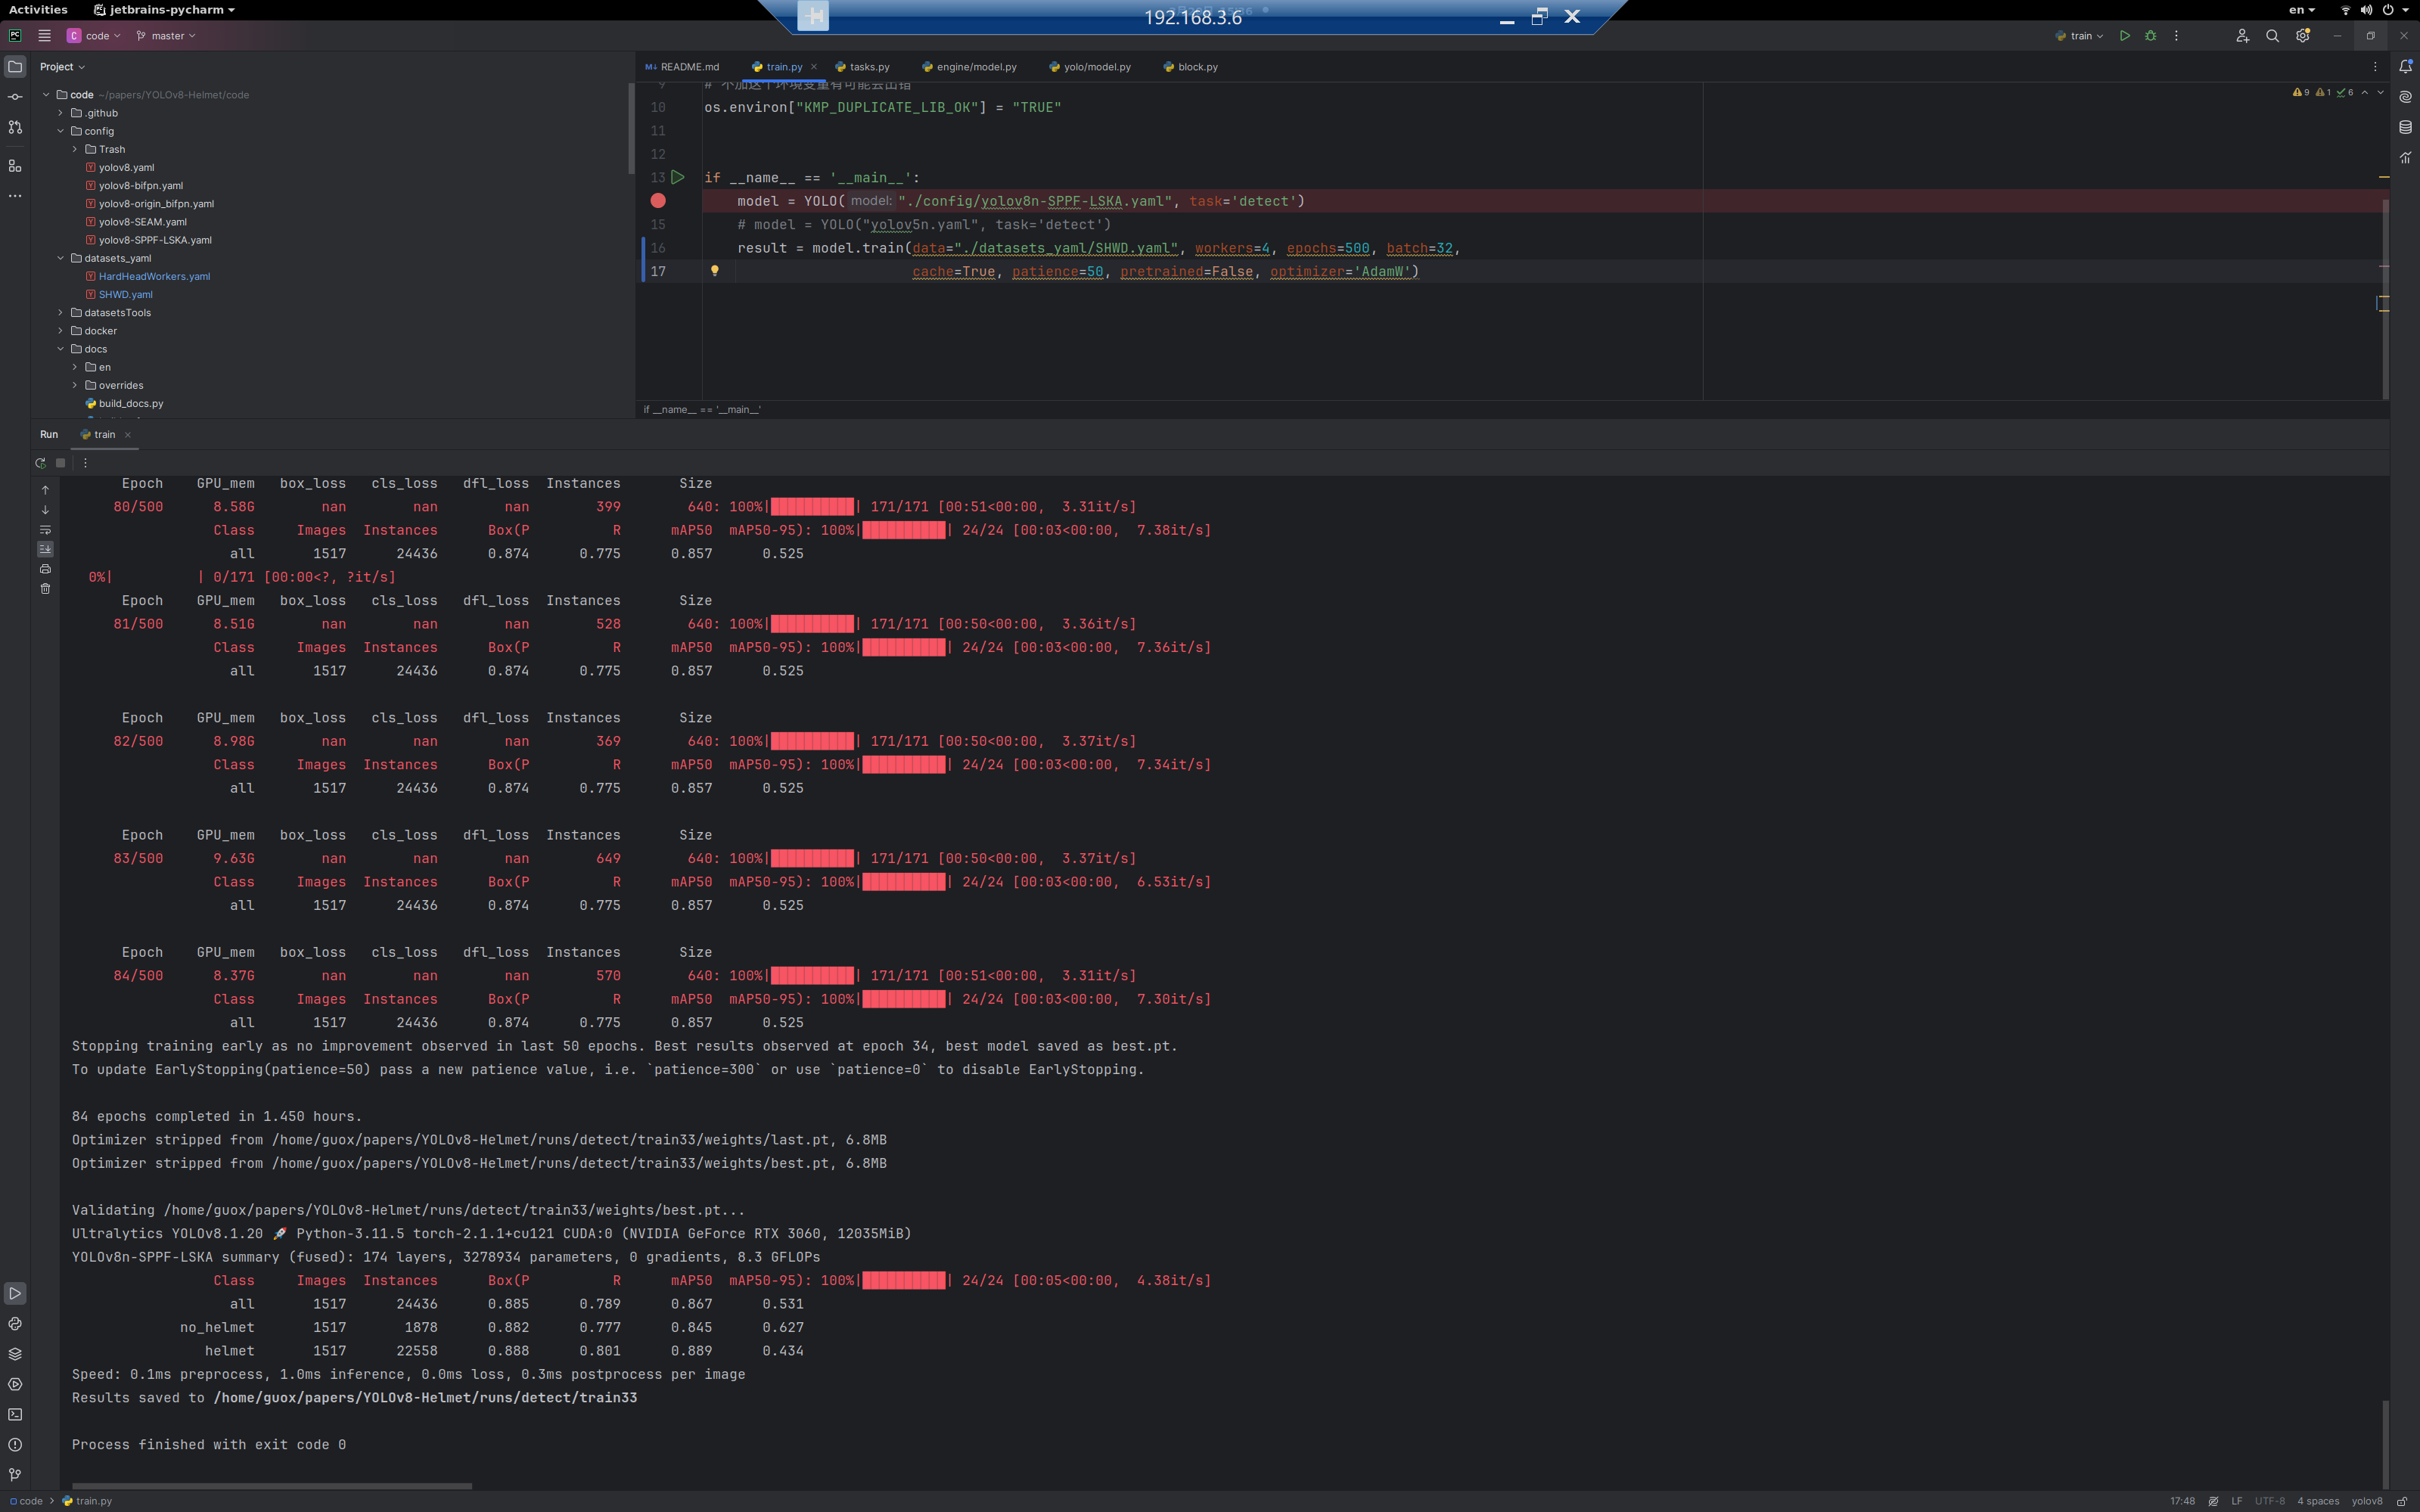 Activities jetbrains-pycharm en
192.168.3.6
code master train
Project
README.md train.py tasks.py engine/model.py yolo/model.py block.py
code ~/papers/YOLOv8-Helmet/code
.github
config
Trash
yolov8.yaml
yolov8-bifpn.yaml
yolov8-origin_bifpn.yaml
yolov8-SEAM.yaml
yolov8-SPPF-LSKA.yaml
datasets_yaml
HardHeadWorkers.yaml
SHWD.yaml
datasetsTools
docker
docs
en
overrides
build_docs.py
9 # 不加这个环境变量有可能会出错
9 1 6
10 os.environ["KMP_DUPLICATE_LIB_OK"] = "TRUE"
11
12
13 if __name__ == '__main__':
model = YOLO( model: "./config/yolov8n-SPPF-LSKA.yaml", task='detect')
15 # model = YOLO("yolov5n.yaml", task='detect')
16 result = model.train(data="./datasets_yaml/SHWD.yaml", workers=4, epochs=500, batch=32,
17 cache=True, patience=50, pretrained=False, optimizer='AdamW')
if __name__ == '__main__'
Run train
Epoch GPU_mem box_loss cls_loss dfl_loss Instances Size
80/500 8.58G nan nan nan 399 640: 100%|██████████| 171/171 [00:51<00:00, 3.31it/s]
Class Images Instances Box(P R mAP50 mAP50-95): 100%|██████████| 24/24 [00:03<00:00, 7.38it/s]
all 1517 24436 0.874 0.775 0.857 0.525
0%| | 0/171 [00:00<?, ?it/s]
Epoch GPU_mem box_loss cls_loss dfl_loss Instances Size
81/500 8.51G nan nan nan 528 640: 100%|██████████| 171/171 [00:50<00:00, 3.36it/s]
Class Images Instances Box(P R mAP50 mAP50-95): 100%|██████████| 24/24 [00:03<00:00, 7.36it/s]
all 1517 24436 0.874 0.775 0.857 0.525
Epoch GPU_mem box_loss cls_loss dfl_loss Instances Size
82/500 8.98G nan nan nan 369 640: 100%|██████████| 171/171 [00:50<00:00, 3.37it/s]
Class Images Instances Box(P R mAP50 mAP50-95): 100%|██████████| 24/24 [00:03<00:00, 7.34it/s]
all 1517 24436 0.874 0.775 0.857 0.525
Epoch GPU_mem box_loss cls_loss dfl_loss Instances Size
83/500 9.63G nan nan nan 649 640: 100%|██████████| 171/171 [00:50<00:00, 3.37it/s]
Class Images Instances Box(P R mAP50 mAP50-95): 100%|██████████| 24/24 [00:03<00:00, 6.53it/s]
all 1517 24436 0.874 0.775 0.857 0.525
Epoch GPU_mem box_loss cls_loss dfl_loss Instances Size
84/500 8.37G nan nan nan 570 640: 100%|██████████| 171/171 [00:51<00:00, 3.31it/s]
Class Images Instances Box(P R mAP50 mAP50-95): 100%|██████████| 24/24 [00:03<00:00, 7.30it/s]
all 1517 24436 0.874 0.775 0.857 0.525
Stopping training early as no improvement observed in last 50 epochs. Best results observed at epoch 34, best model saved as best.pt.
To update EarlyStopping(patience=50) pass a new patience value, i.e. `patience=300` or use `patience=0` to disable EarlyStopping.
84 epochs completed in 1.450 hours.
Optimizer stripped from /home/guox/papers/YOLOv8-Helmet/runs/detect/train33/weights/last.pt, 6.8MB
Optimizer stripped from /home/guox/papers/YOLOv8-Helmet/runs/detect/train33/weights/best.pt, 6.8MB
Validating /home/guox/papers/YOLOv8-Helmet/runs/detect/train33/weights/best.pt...
Ultralytics YOLOv8.1.20 🚀 Python-3.11.5 torch-2.1.1+cu121 CUDA:0 (NVIDIA GeForce RTX 3060, 12035MiB)
YOLOv8n-SPPF-LSKA summary (fused): 174 layers, 3278934 parameters, 0 gradients, 8.3 GFLOPs
Class Images Instances Box(P R mAP50 mAP50-95): 100%|██████████| 24/24 [00:05<00:00, 4.38it/s]
all 1517 24436 0.885 0.789 0.867 0.531
no_helmet 1517 1878 0.882 0.777 0.845 0.627
helmet 1517 22558 0.888 0.801 0.889 0.434
Speed: 0.1ms preprocess, 1.0ms inference, 0.0ms loss, 0.3ms postprocess per image
Results saved to /home/guox/papers/YOLOv8-Helmet/runs/detect/train33
Process finished with exit code 0
code train.py 17:48 LF UTF-8 4 spaces yolov8